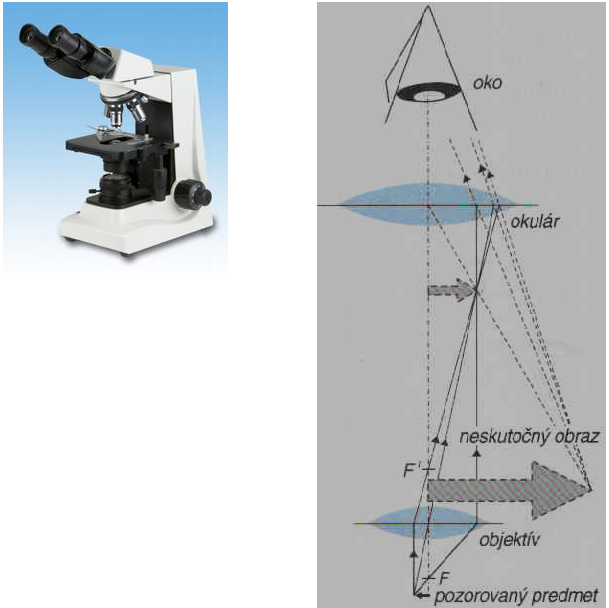 oko
okulár
neskutočný obraz
F'
objektív
F
pozorovaný predmet